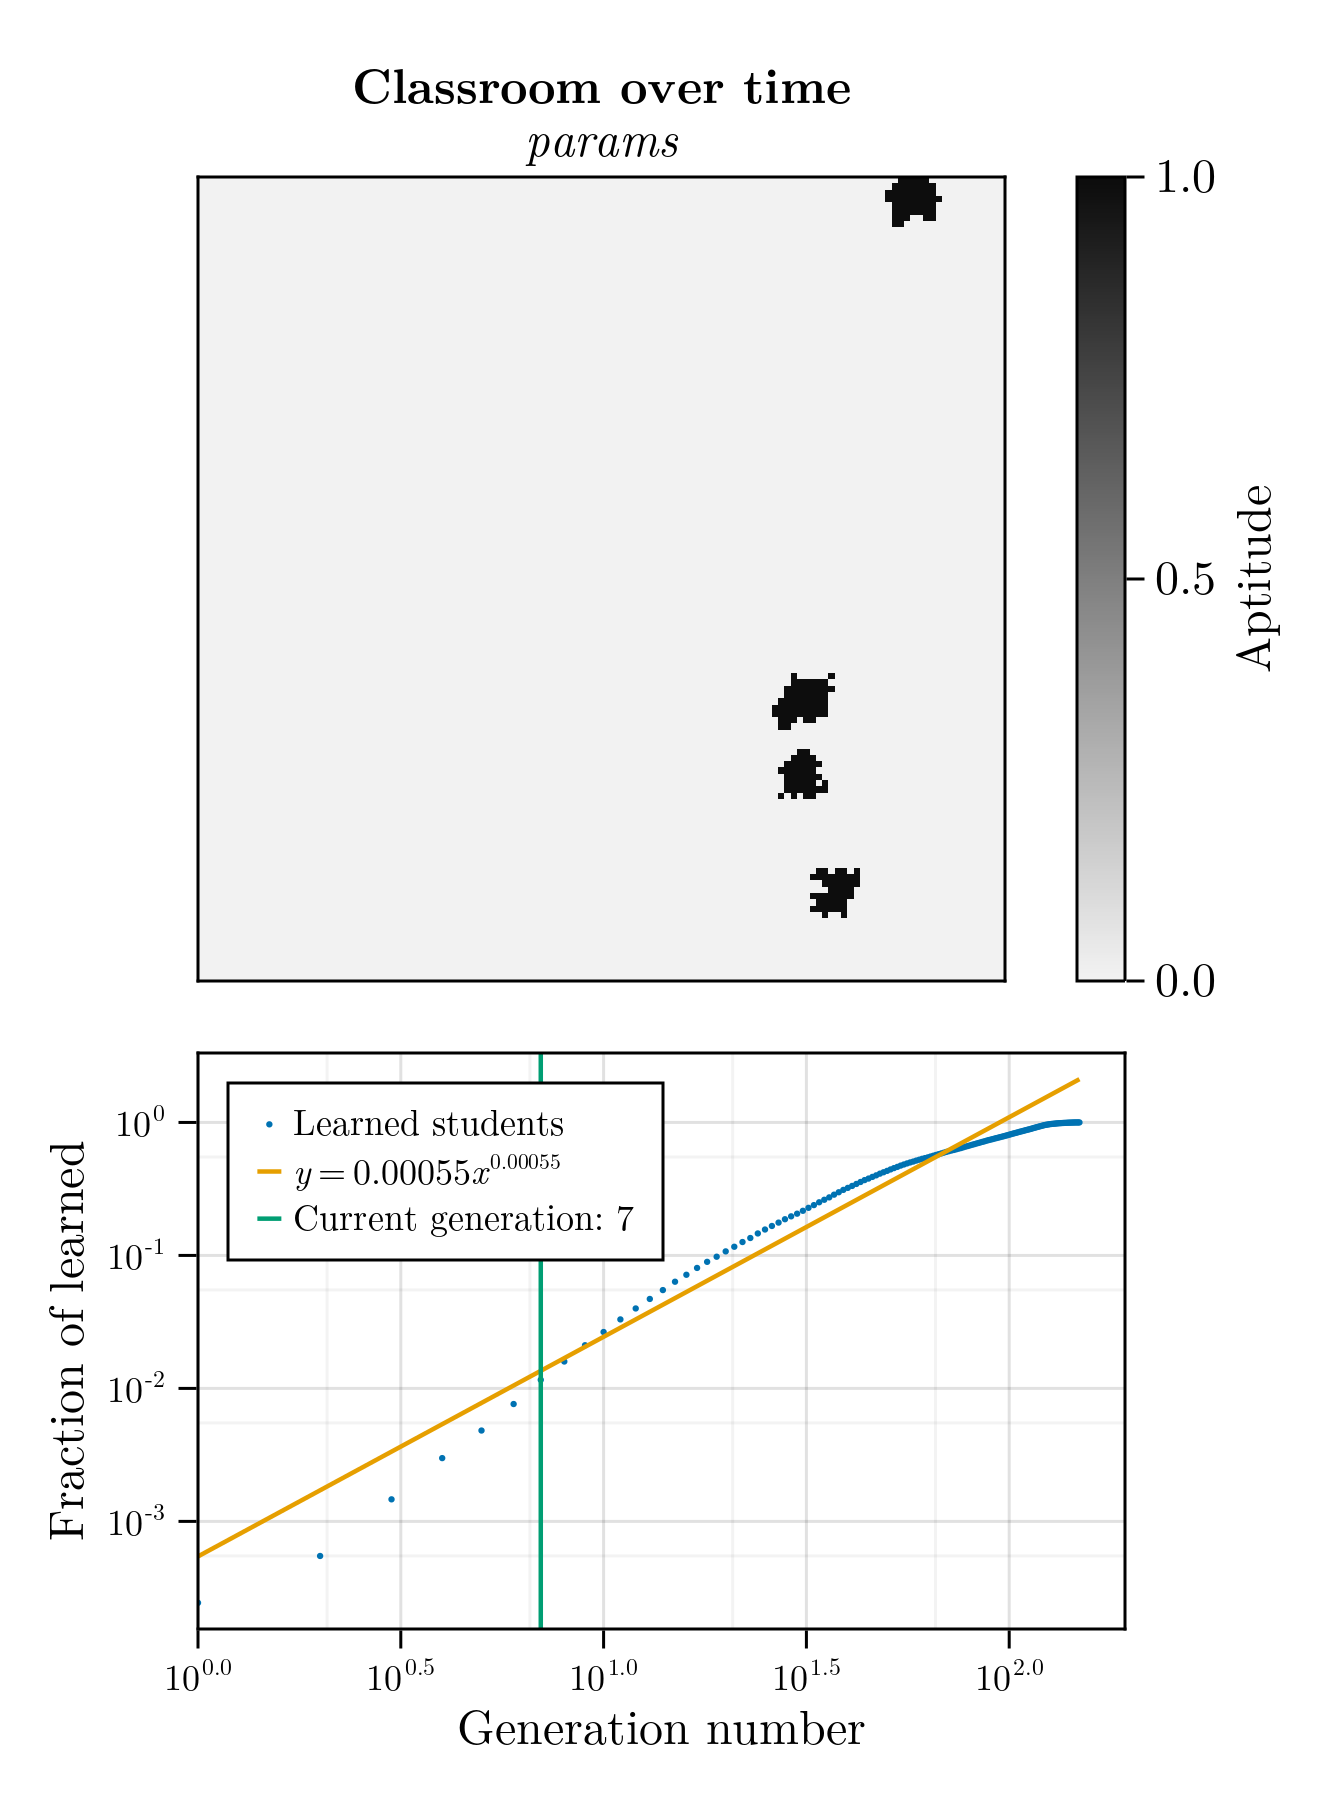 Classroom over time
params
1.0
0.5
0.0
Aptitude
Learned students
y = 0.00055x^0.00055
Current generation: 7
10^0
10^-1
10^-2
10^-3
Fraction of learned
10^0.0 10^0.5 10^1.0 10^1.5 10^2.0
Generation number